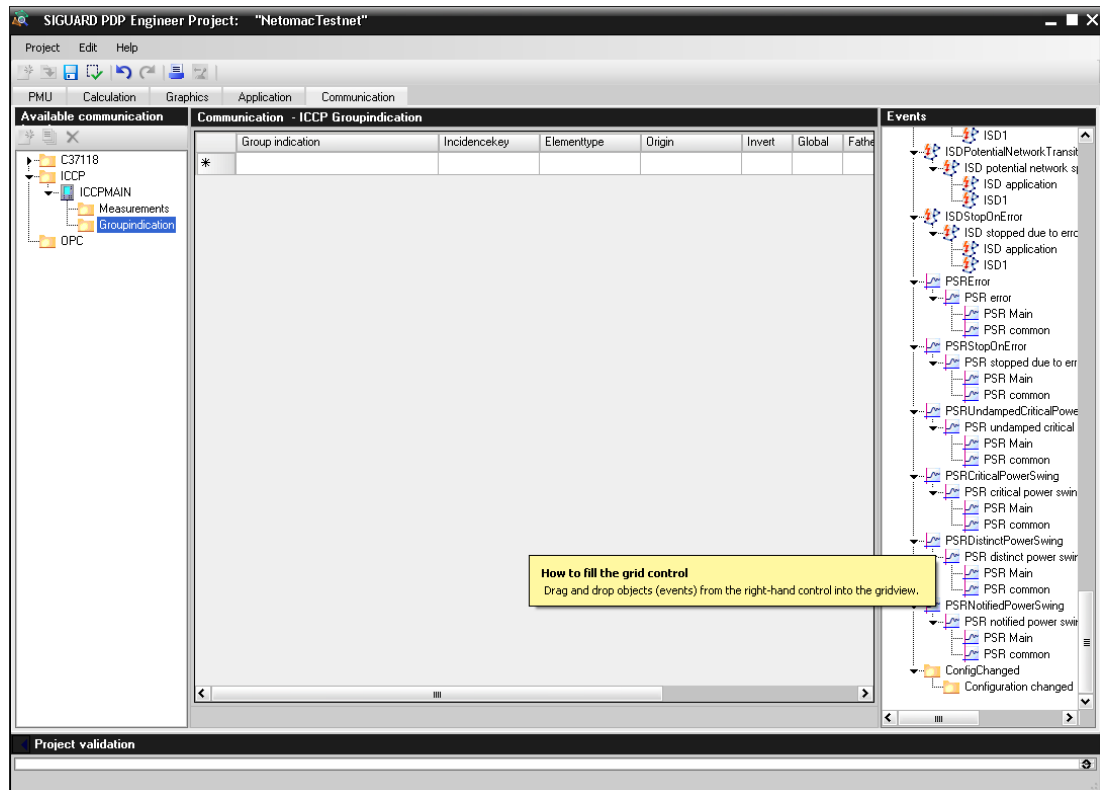 SIGUARD PDP Engineer Project: "NetomacTestnet"
Project Edit Help
PMU Calculation Graphics Application Communication
Available communication
C37118
ICCP
ICCPMAIN
Measurements
Groupindication
OPC
Communication - ICCP Groupindication
Group indication Incidencekey Elementtype Origin Invert Global Fathe
*
How to fill the grid control
Drag and drop objects (events) from the right-hand control into the gridview.
Events
ISD1
ISDPotentialNetworkTransit
ISD potential network s
ISD application
ISD1
ISDStopOnError
ISD stopped due to erro
ISD application
ISD1
PSRError
PSR error
PSR Main
PSR common
PSRStopOnError
PSR stopped due to err
PSR Main
PSR common
PSRUndampedCriticalPowe
PSR undamped critical
PSR Main
PSR common
PSRCriticalPowerSwing
PSR critical power swin
PSR Main
PSR common
PSRDistinctPowerSwing
PSR distinct power swin
PSR Main
PSR common
PSRNotifiedPowerSwing
PSR notified power swin
PSR Main
PSR common
ConfigChanged
Configuration changed
Project validation